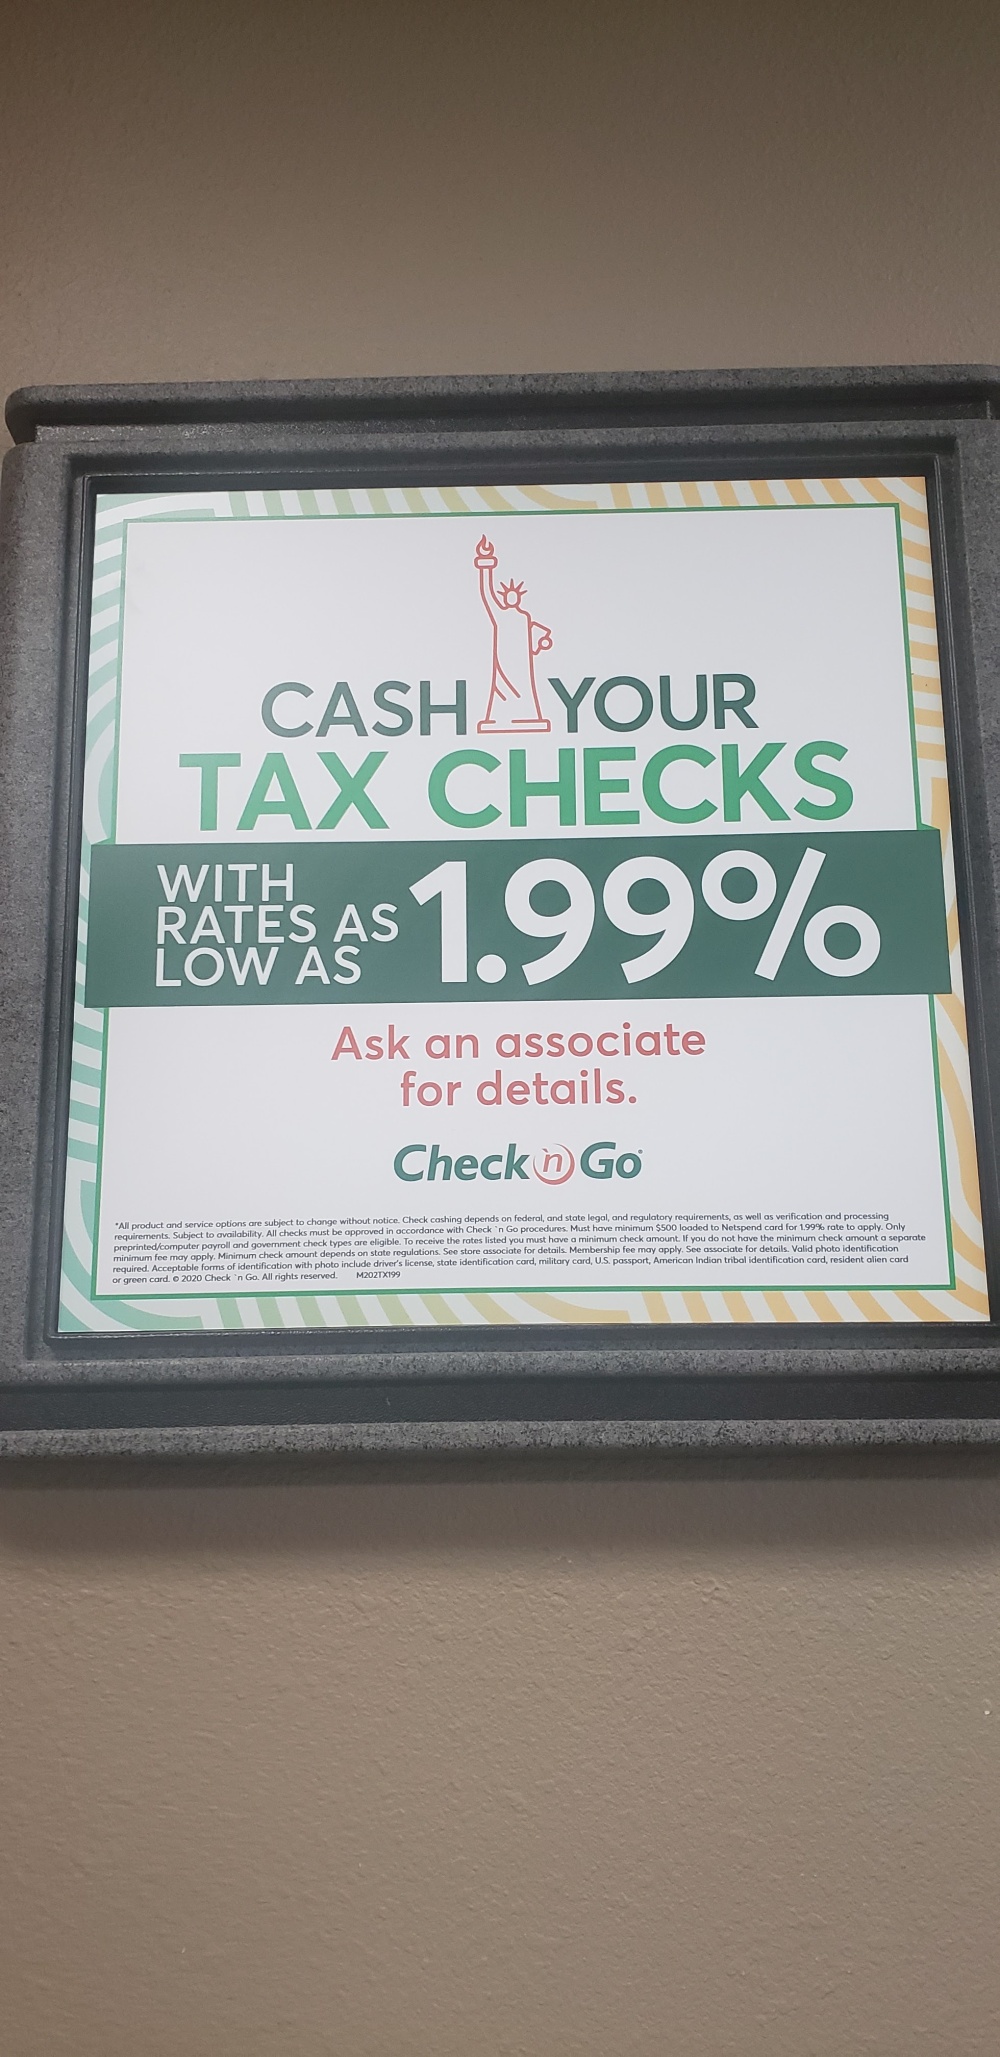 CASH YOUR
TAX CHECKS
WITH
RATES AS
LOW AS
1.99%
Ask an associate
for details.
Check 'n Go®
*All product and service options are subject to change without notice. Check cashing depends on federal, and state legal, and regulatory requirements, as well as verification and processing
requirements. Subject to availability. All checks must be approved in accordance with Check `n Go procedures. Must have minimum $500 loaded to Netspend card for 1.99% rate to apply. Only
preprinted/computer payroll and government check types are eligible. To receive the rates listed you must have a minimum check amount. If you do not have the minimum check amount a separate
minimum fee may apply. Minimum check amount depends on state regulations. See store associate for details. Membership fee may apply. See associate for details. Valid photo identification
required. Acceptable forms of identification with photo include driver's license, state identification card, military card, U.S. passport, American Indian tribal identification card, resident alien card
or green card. © 2020 Check `n Go. All rights reserved. M202TX199